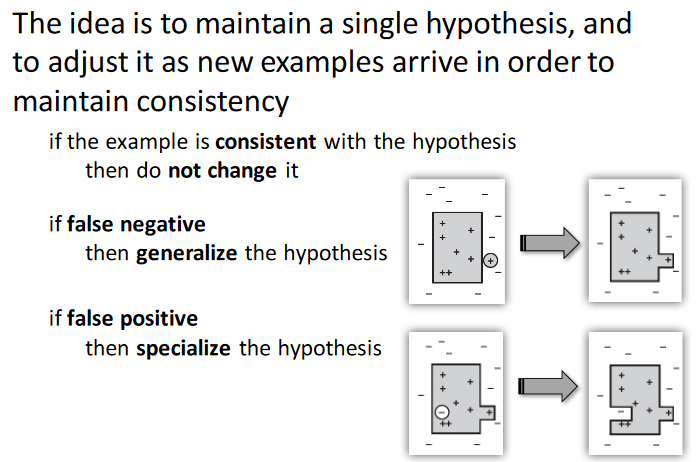 The idea is to maintain a single hypothesis, and
to adjust it as new examples arrive in order to
maintain consistency
if the example is consistent with the hypothesis
then do not change it
if false negative
then generalize the hypothesis
if false positive
then specialize the hypothesis